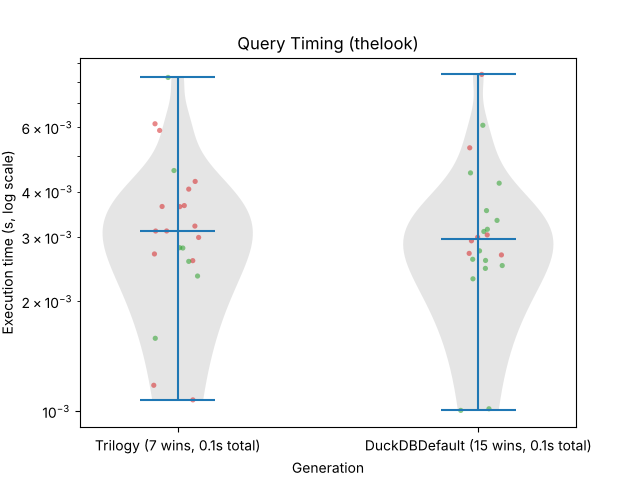 Query Timing (thelook)
Execution time (s, log scale)
6 × 10⁻³
4 × 10⁻³
3 × 10⁻³
2 × 10⁻³
10⁻³
Trilogy (7 wins, 0.1s total)
DuckDBDefault (15 wins, 0.1s total)
Generation